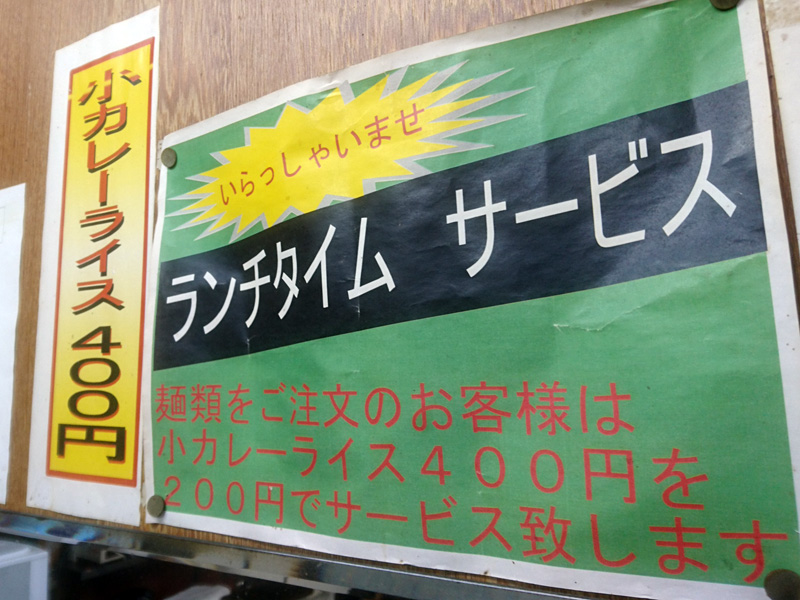 小カレーライス 400円
いらっしゃいませ
ランチタイム サービス
麺類をご注文のお客様は
小カレーライス４００円を
２００円でサービス致します